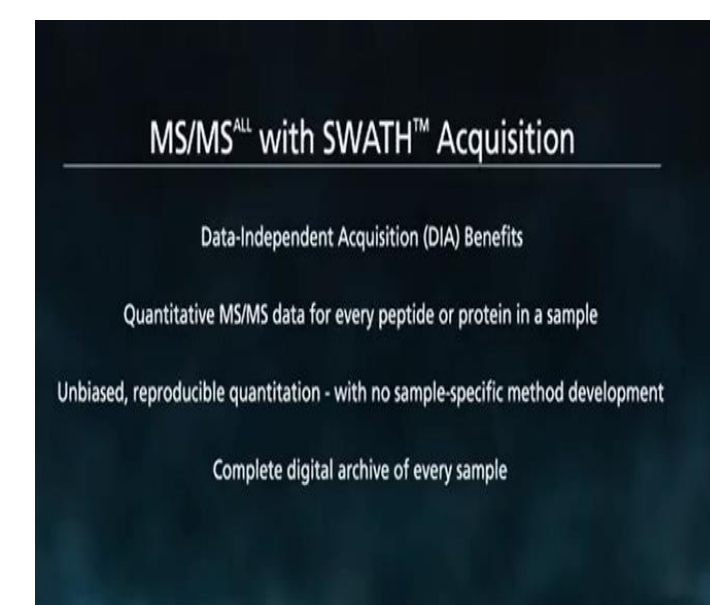 MS/MSᴬᴸᴸ with SWATH™ Acquisition
Data-Independent Acquisition (DIA) Benefits
Quantitative MS/MS data for every peptide or protein in a sample
Unbiased, reproducible quantitation - with no sample-specific method development
Complete digital archive of every sample